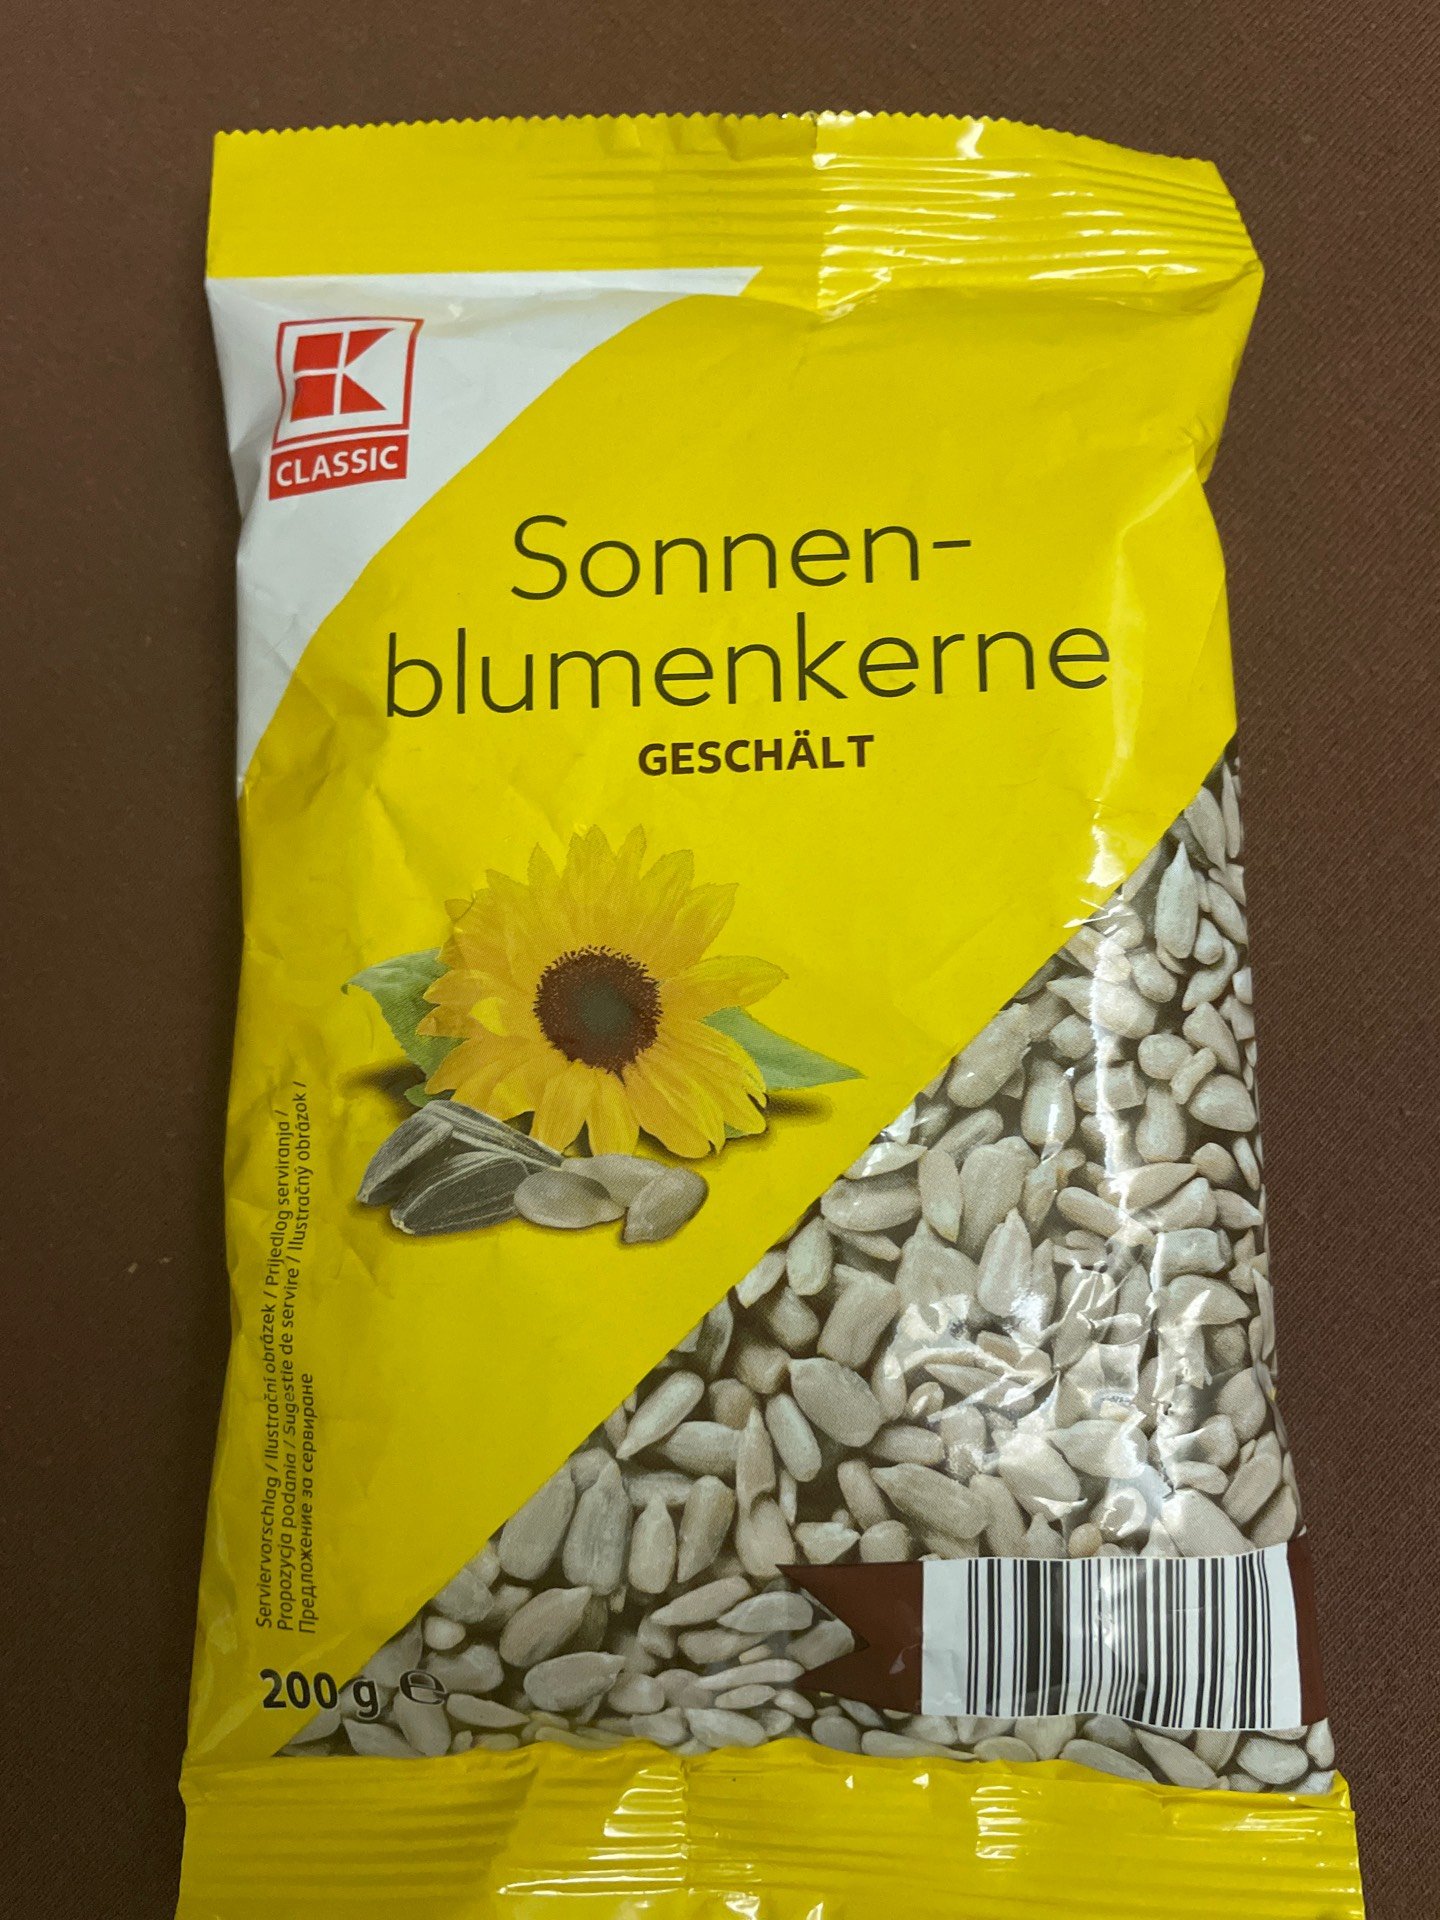 K
CLASSIC
Sonnen-
blumenkerne
GESCHÄLT
Serviervorschlag / Ilustrační obrázek / Prijedlog serviranja /
Propozycja podania / Sugestie de servire / Ilustračný obrázok /
Предложение за сервиране
200 g ℮